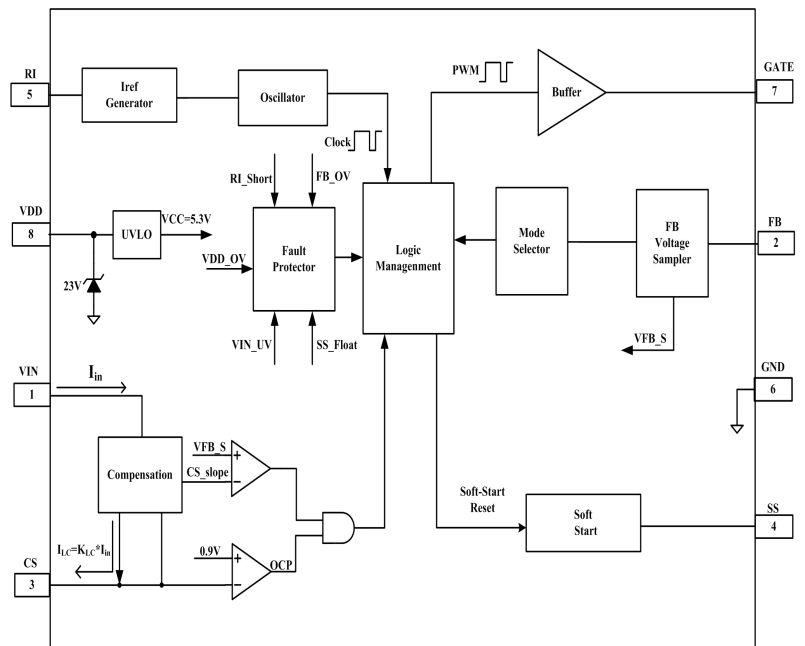 RI
5
Iref
Generator
Oscillator
Clock
PWM
Buffer
GATE
7
RI_Short
FB_OV
VDD
8
UVLO
VCC=5.3V
23V
VDD_OV
Fault
Protector
VIN_UV
SS_Float
Logic
Managenment
Mode
Selector
FB
Voltage
Sampler
FB
2
VFB_S
VIN
1
Iin
GND
6
Compensation
VFB_S
CS_slope
+
−
Soft-Start
Reset
Soft
Start
SS
4
ILC=KLC*Iin
CS
3
0.9V
+
−
OCP